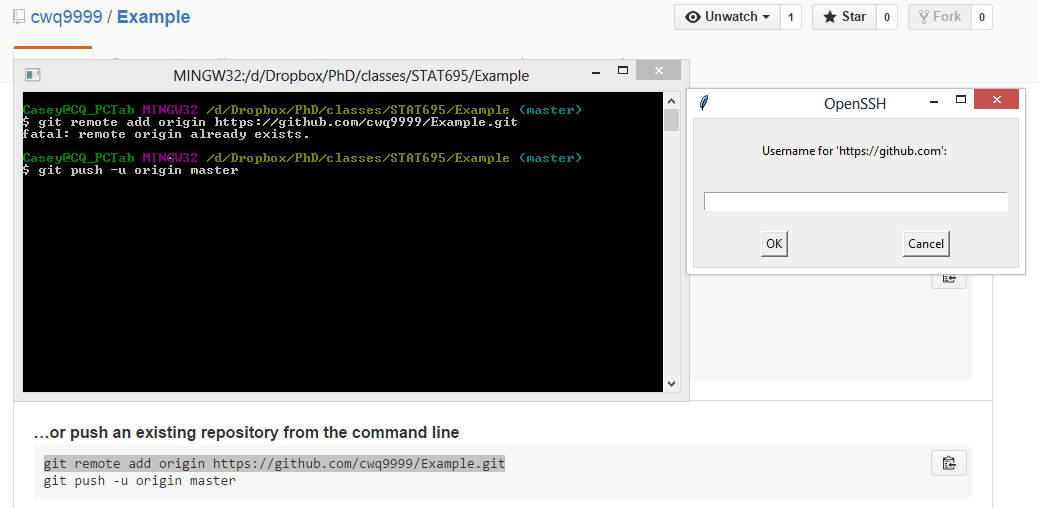 cwq9999 / Example
Unwatch 1
Star 0
Fork 0
MINGW32:/d/Dropbox/PhD/classes/STAT695/Example
Casey@CQ_PCTab MINGW32 /d/Dropbox/PhD/classes/STAT695/Example (master)
$ git remote add origin https://github.com/cwq9999/Example.git
fatal: remote origin already exists.
Casey@CQ_PCTab MINGW32 /d/Dropbox/PhD/classes/STAT695/Example (master)
$ git push -u origin master
OpenSSH
Username for 'https://github.com':
OK
Cancel
…or push an existing repository from the command line
git remote add origin https://github.com/cwq9999/Example.git
git push -u origin master